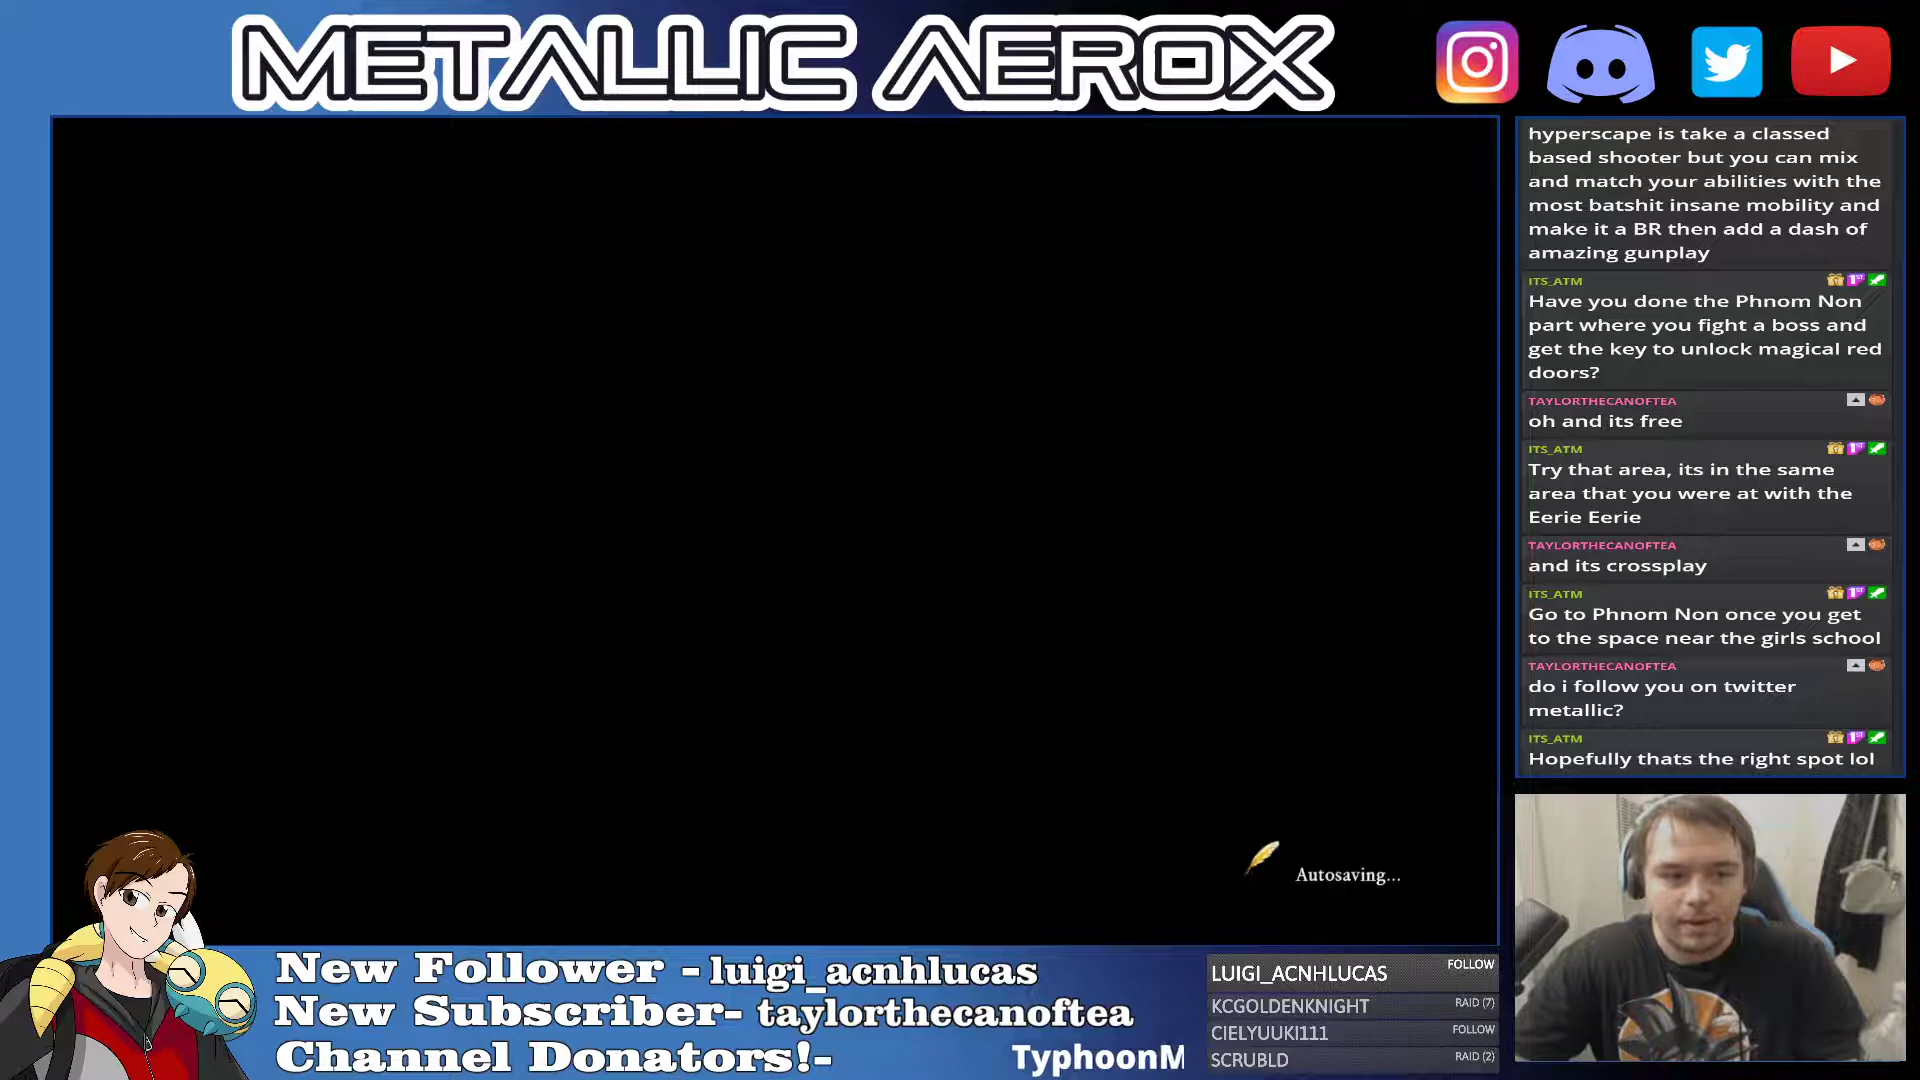 METALLIC AEROX
hyperscape is take a classed
based shooter but you can mix
and match your abilities with the
most batshit insane mobility and
make it a BR then add a dash of
amazing gunplay
ITS_ATM
Have you done the Phnom Non
part where you fight a boss and
get the key to unlock magical red
doors?
TAYLORTHECANOFTEA
oh and its free
ITS_ATM
Try that area, its in the same
area that you were at with the
Eerie Eerie
TAYLORTHECANOFTEA
and its crossplay
ITS_ATM
Go to Phnom Non once you get
to the space near the girls school
TAYLORTHECANOFTEA
do i follow you on twitter
metallic?
ITS_ATM
Hopefully thats the right spot lol
Autosaving...
New Follower - luigi_acnhlucas
New Subscriber- taylorthecanoftea
Channel Donators!- TyphoonM
LUIGI_ACNHLUCAS FOLLOW
KCGOLDENKNIGHT RAID (7)
CIELYUUKI111 FOLLOW
SCRUBLD RAID (2)